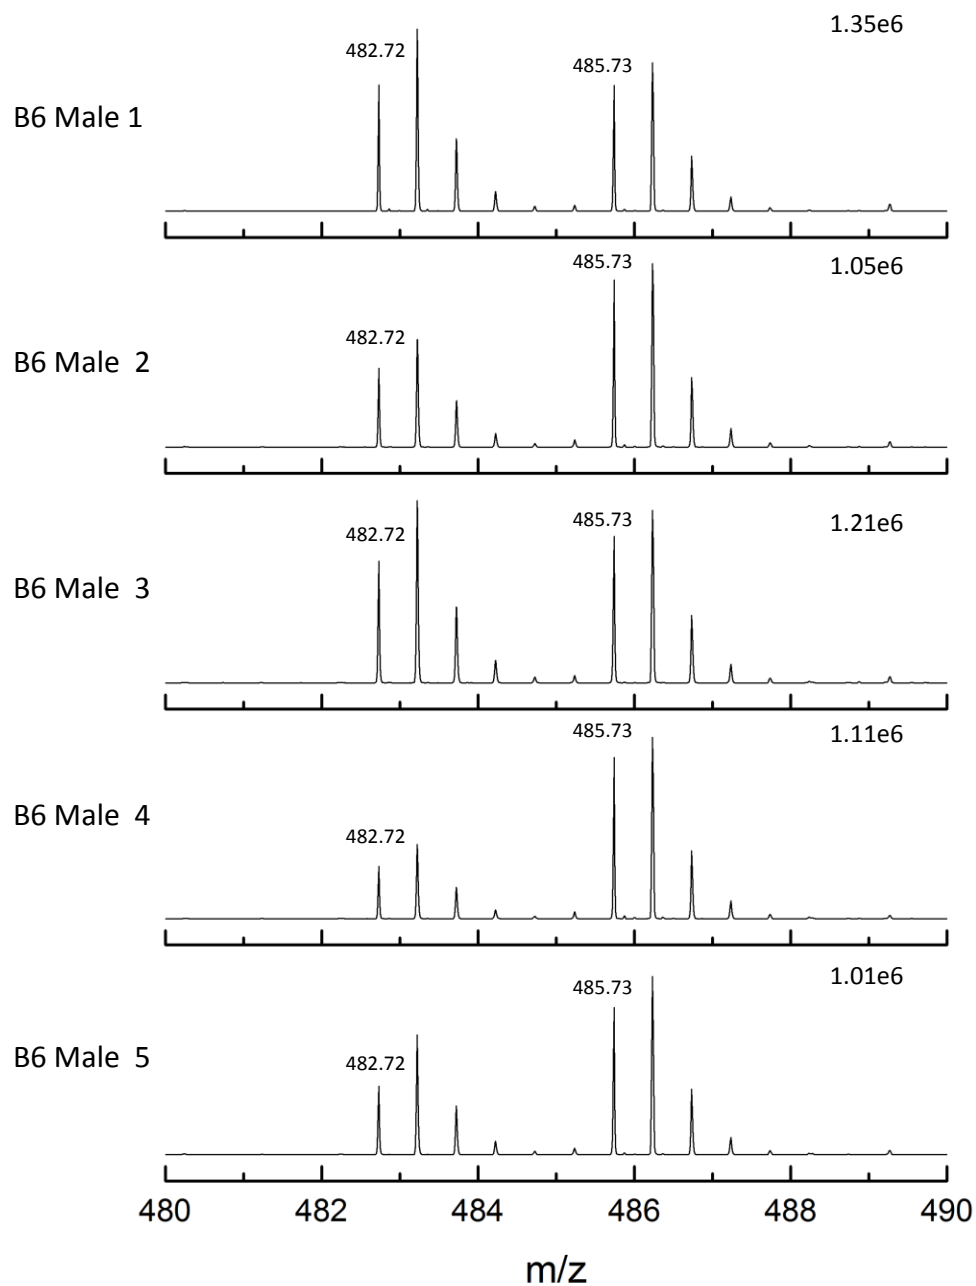 1.35e6
482.72
485.73
B6 Male 1
485.73
1.05e6
482.72
B6 Male 2
485.73
1.21e6
482.72
B6 Male 3
485.73
1.11e6
482.72
B6 Male 4
1.01e6
485.73
482.72
B6 Male 5
480 482 484 486 488 490
m/z